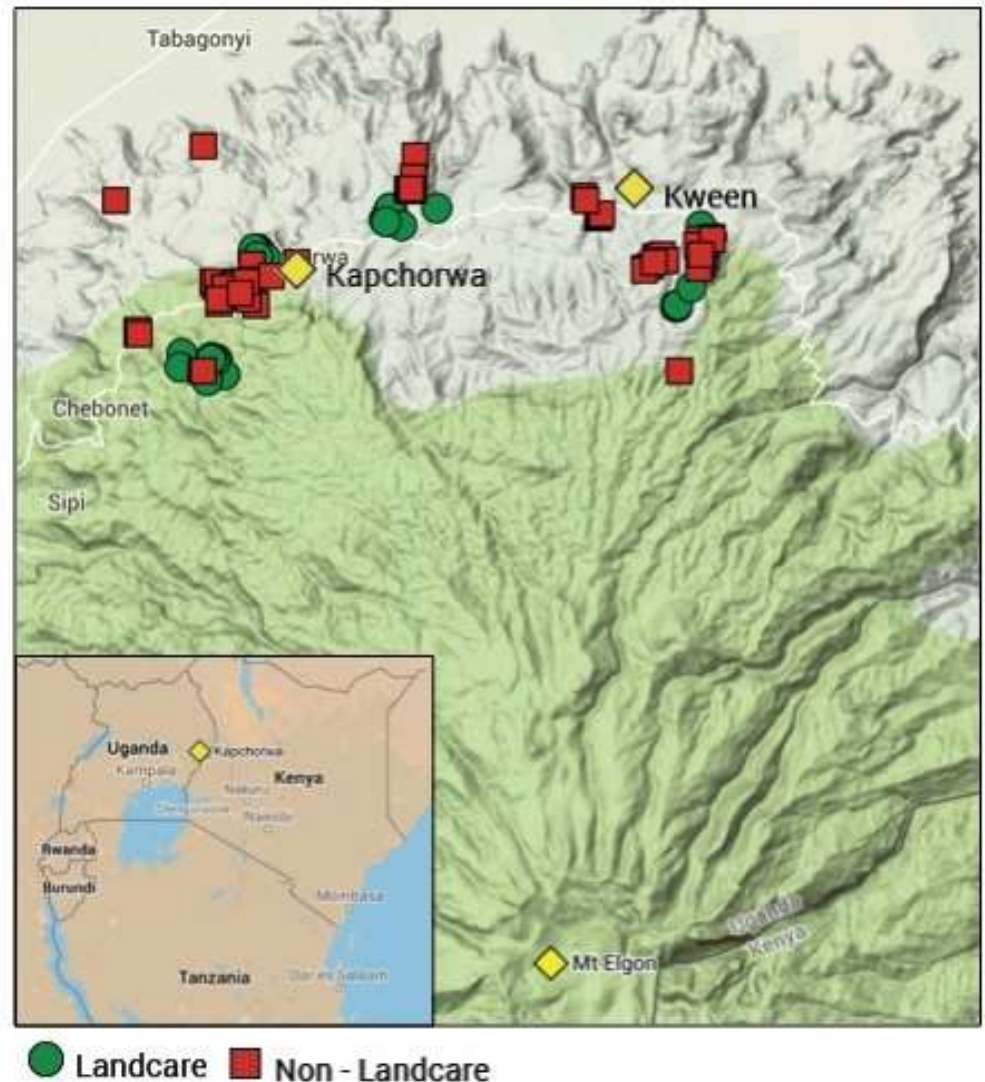 Tabagonyi
Kween
rwa
Kapchorwa
Chebonet
Sipi
Uganda
Kapchorwa
Kampala
Kenya
Nakuru
Nairobi
Rwanda
Burundi
Mombasa
Tanzania
Dar es Salaam
Uganda
Kenya
Mt Elgon
Landcare
Non - Landcare